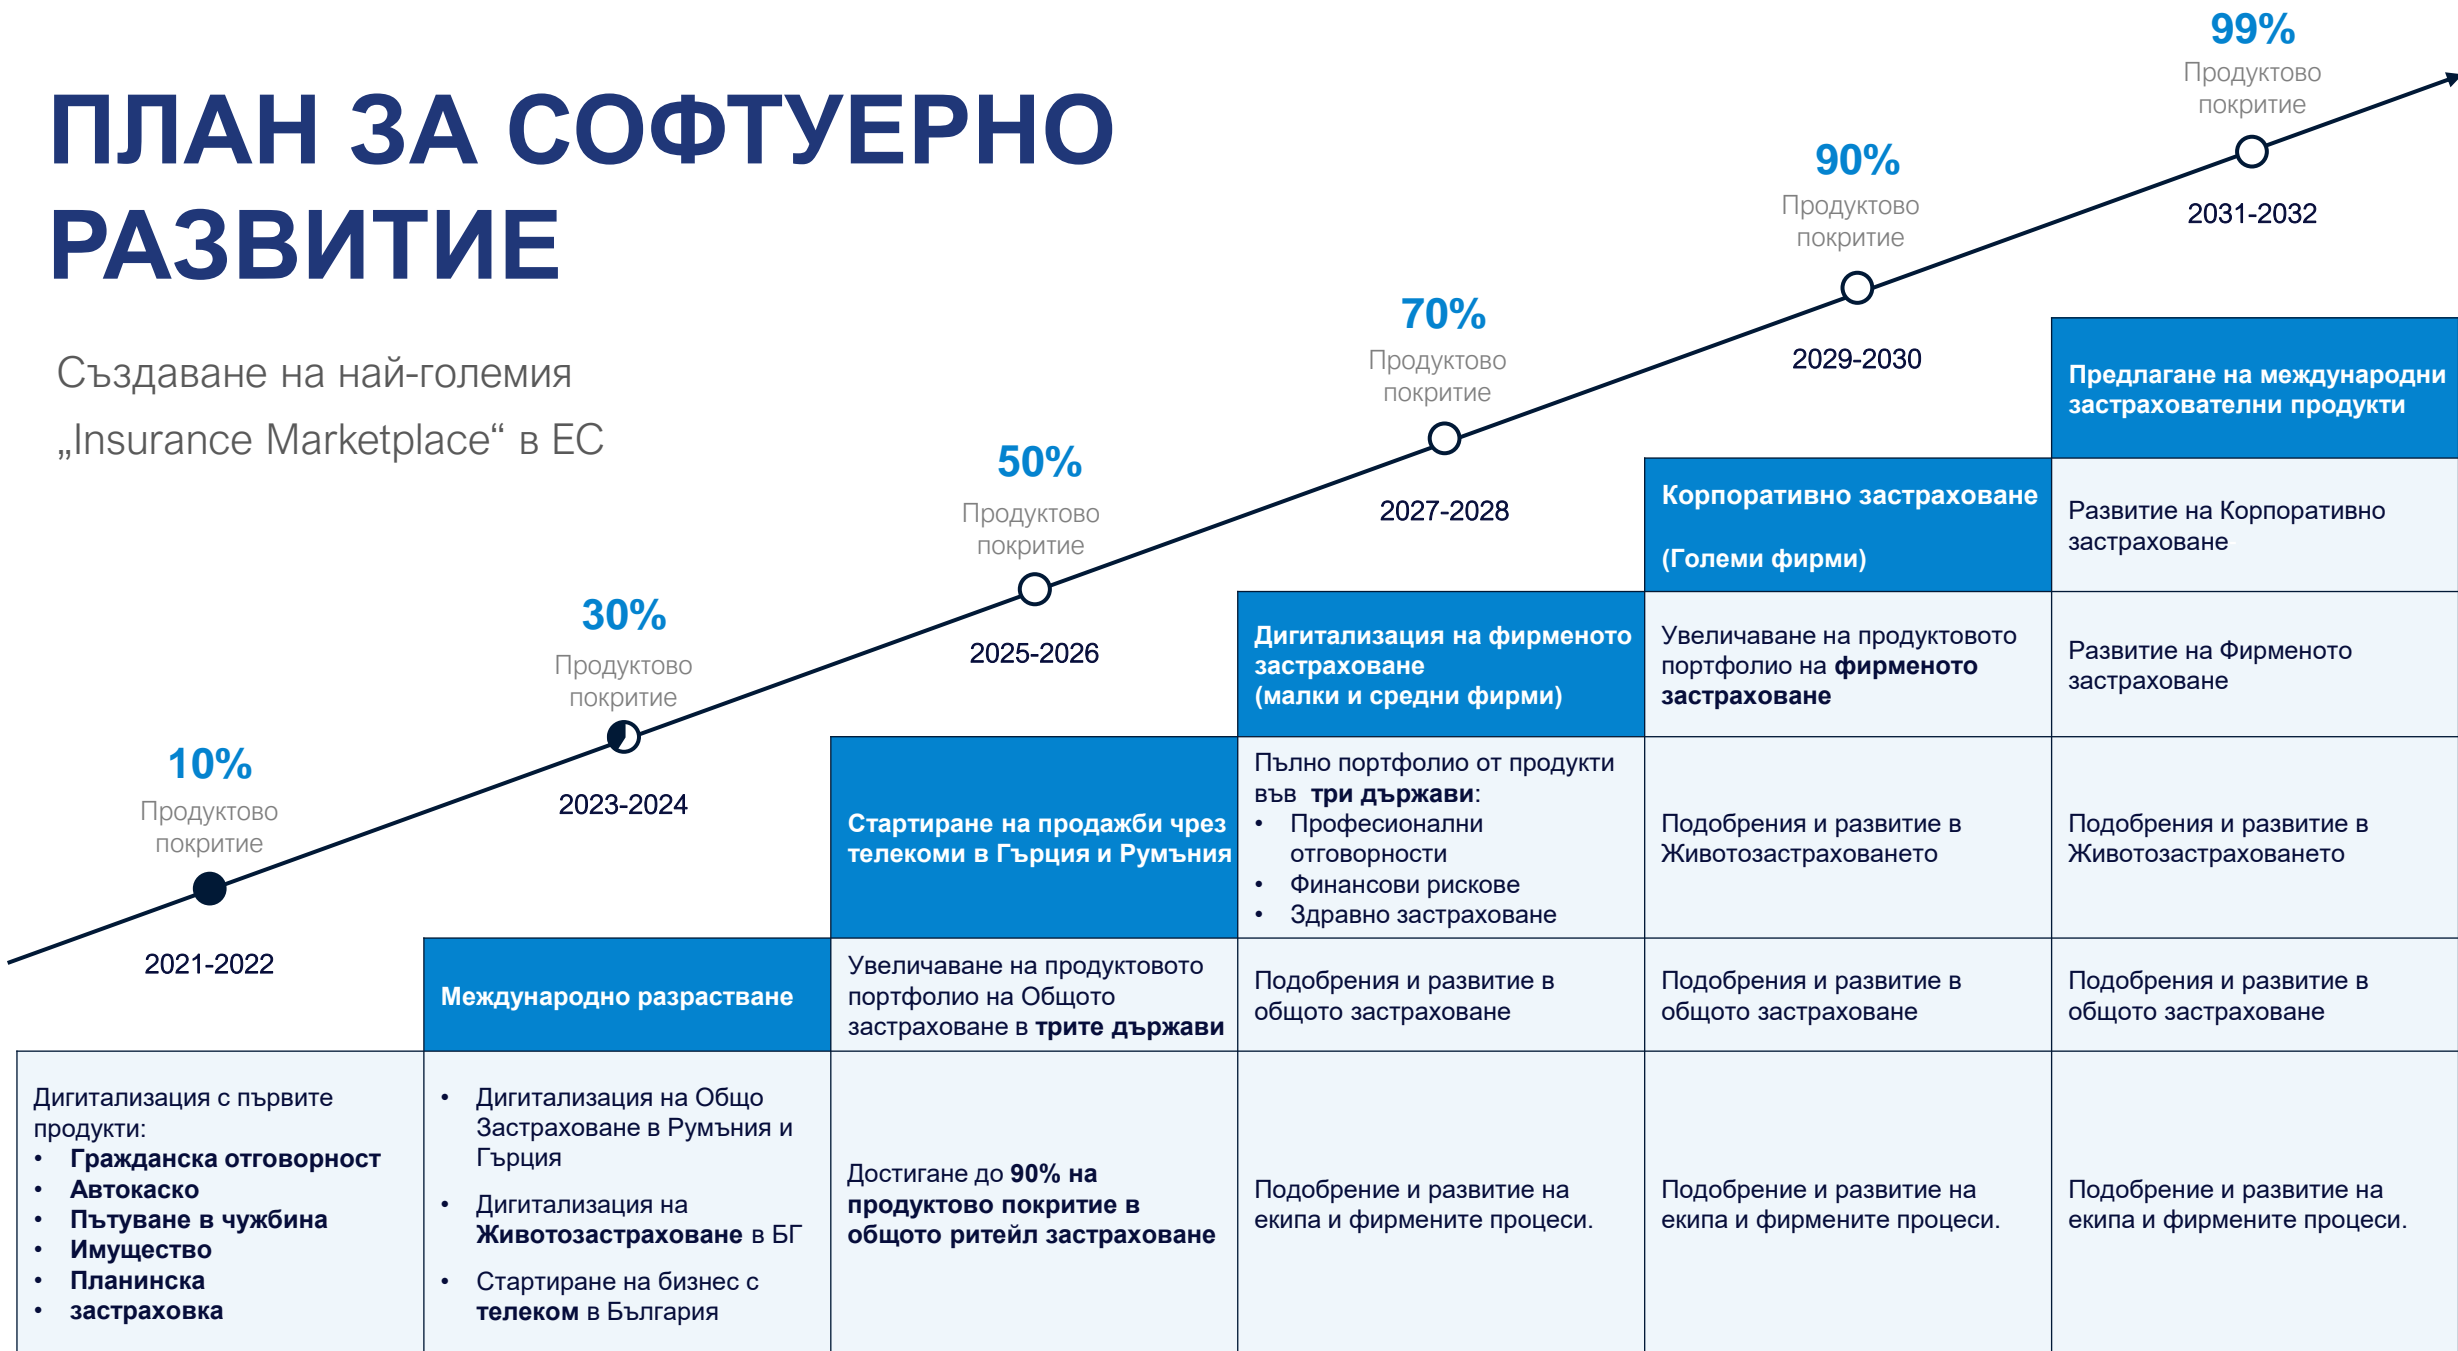 ПЛАН ЗА СОФТУЕРНО
РАЗВИТИЕ
Създаване на най-големия
„Insurance Marketplace“ в ЕС
10%
Продуктово
покритие
2021-2022
30%
Продуктово
покритие
2023-2024
50%
Продуктово
покритие
2025-2026
70%
Продуктово
покритие
2027-2028
90%
Продуктово
покритие
2029-2030
99%
Продуктово
покритие
2031-2032
Дигитализация с първите
продукти:
• Гражданска отговорност
• Автокаско
• Пътуване в чужбина
• Имущество
• Планинска
• застраховка
Международно разрастване
• Дигитализация на Общо
Застраховане в Румъния и
Гърция
• Дигитализация на
Животозастраховане в БГ
• Стартиране на бизнес с
телеком в България
Стартиране на продажби чрез
телекоми в Гърция и Румъния
Увеличаване на продуктовото
портфолио на Общото
застраховане в трите държави
Достигане до 90% на
продуктово покритие в
общото ритейл застраховане
Дигитализация на фирменото
застраховане
(малки и средни фирми)
Пълно портфолио от продукти
във три държави:
• Професионални
отговорности
• Финансови рискове
• Здравно застраховане
Подобрения и развитие в
общото застраховане
Подобрение и развитие на
екипа и фирмените процеси.
Корпоративно застраховане
(Големи фирми)
Увеличаване на продуктовото
портфолио на фирменото
застраховане
Подобрения и развитие в
Животозастраховането
Подобрения и развитие в
общото застраховане
Подобрение и развитие на
екипа и фирмените процеси.
Предлагане на международни
застрахователни продукти
Развитие на Корпоративно
застраховане
Развитие на Фирменото
застраховане
Подобрения и развитие в
Животозастраховането
Подобрения и развитие в
общото застраховане
Подобрение и развитие на
екипа и фирмените процеси.